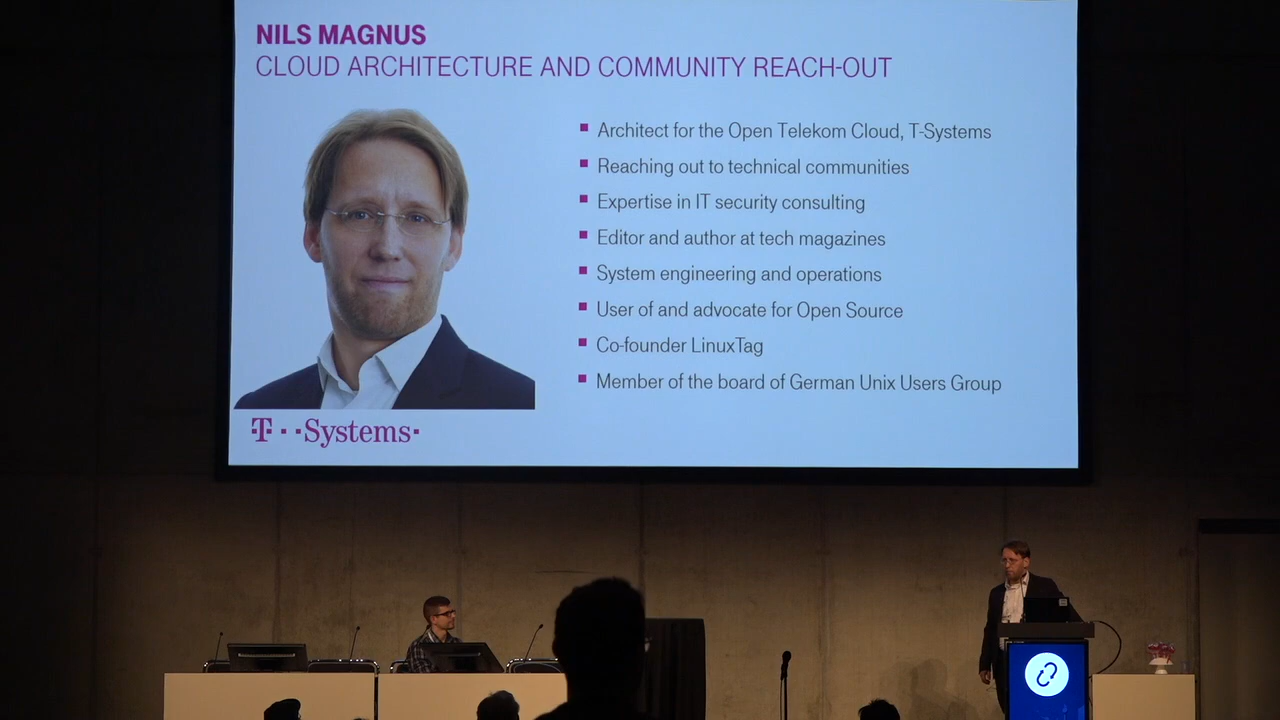 NILS MAGNUS
CLOUD ARCHITECTURE AND COMMUNITY REACH-OUT
Architect for the Open Telekom Cloud, T-Systems
Reaching out to technical communities
Expertise in IT security consulting
Editor and author at tech magazines
System engineering and operations
User of and advocate for Open Source
Co-founder LinuxTag
Member of the board of German Unix Users Group
T··Systems·